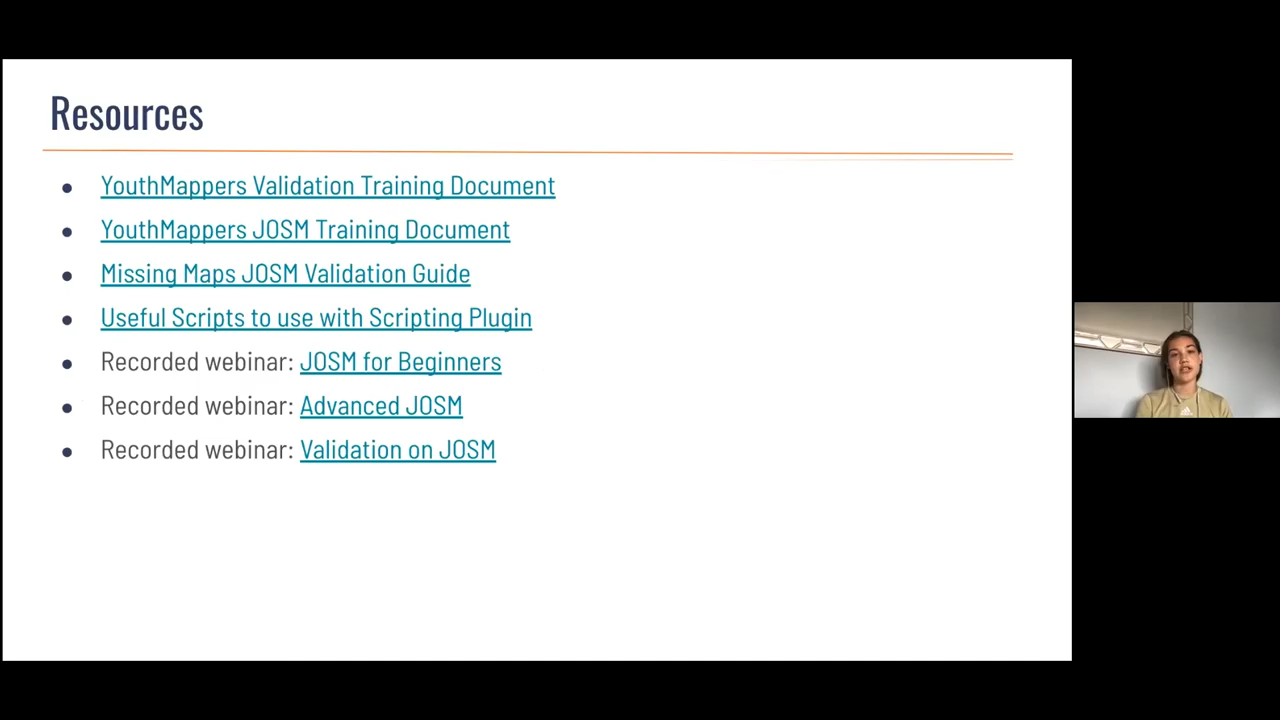 Resources
YouthMappers Validation Training Document
YouthMappers JOSM Training Document
Missing Maps JOSM Validation Guide
Useful Scripts to use with Scripting Plugin
Recorded webinar: JOSM for Beginners
Recorded webinar: Advanced JOSM
Recorded webinar: Validation on JOSM